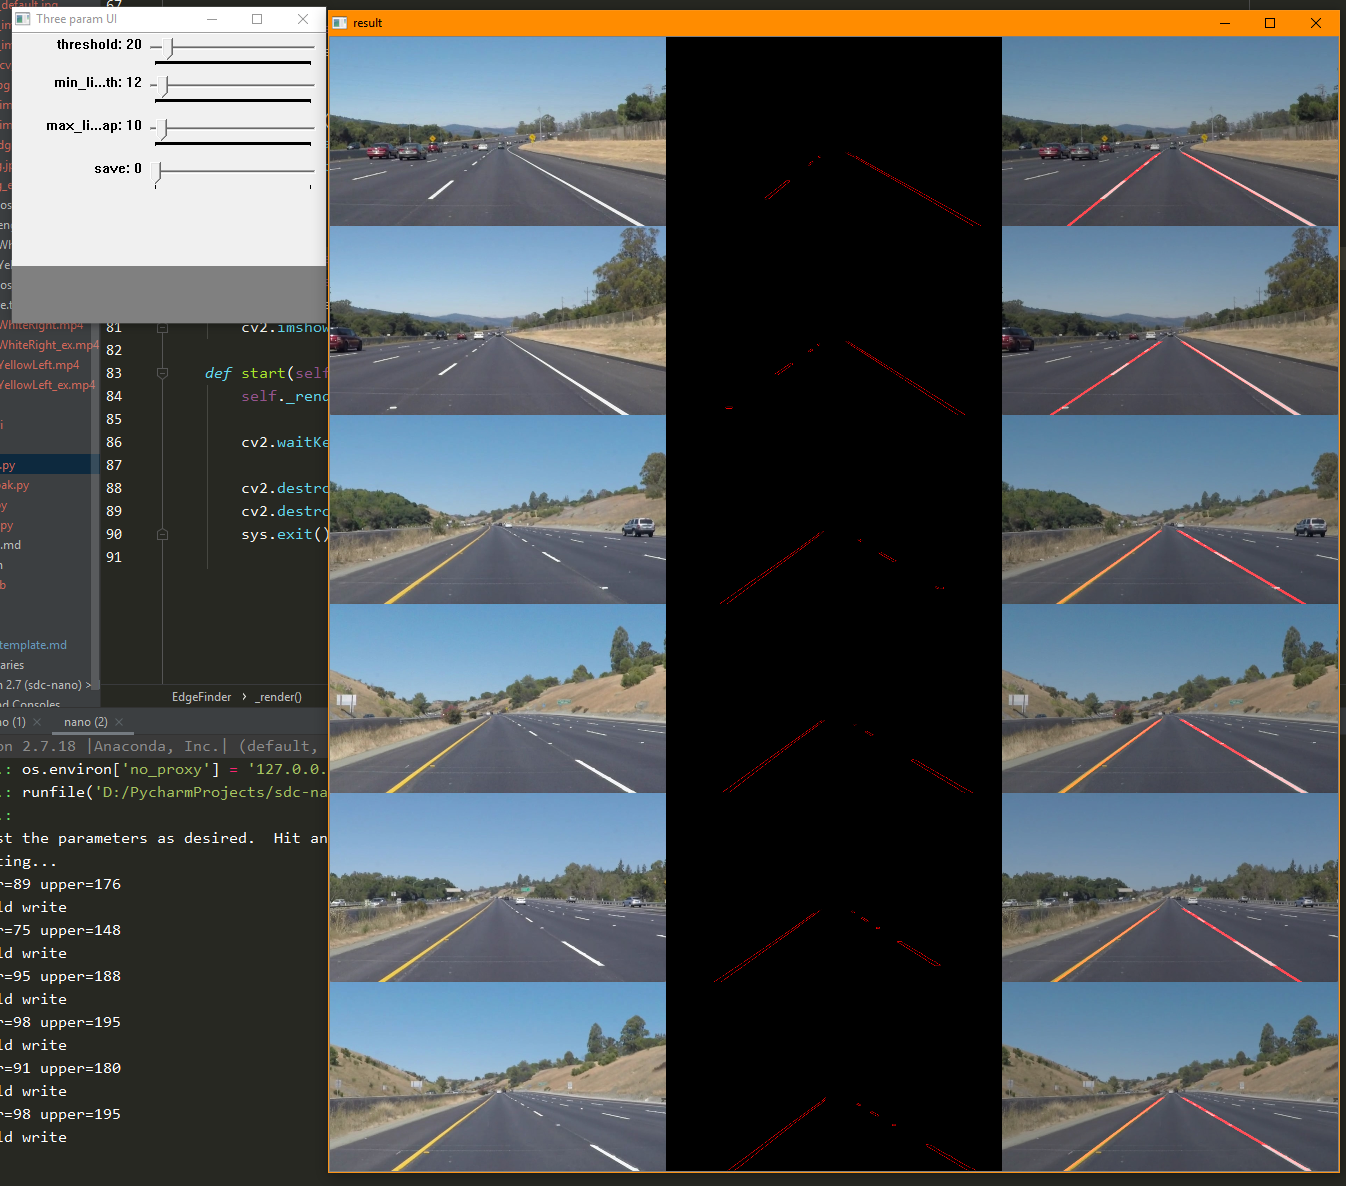 Three param UI
threshold: 20
min_li...th: 12
max_li...ap: 10
save: 0
result
67
_default.jpg
WhiteRight.mp4
WhiteRight_ex.mp4
YellowLeft.mp4
YellowLeft_ex.mp4
.py
ak.py
.md
template.md
aries
n 2.7 (sdc-nano) >
nd Consoles
81 cv2.imshow
82
83 def start(self
84 self._rend
85
86 cv2.waitKe
87
88 cv2.destro
89 cv2.destro
90 sys.exit()
91
EdgeFinder > _render()
no (1) ×
nano (2) ×
on 2.7.18 |Anaconda, Inc.| (default,
.: os.environ['no_proxy'] = '127.0.0.
.: runfile('D:/PycharmProjects/sdc-na
.:
st the parameters as desired.  Hit an
ting...
r=89 upper=176
ld write
r=75 upper=148
ld write
r=95 upper=188
ld write
r=98 upper=195
ld write
r=91 upper=180
ld write
r=98 upper=195
ld write